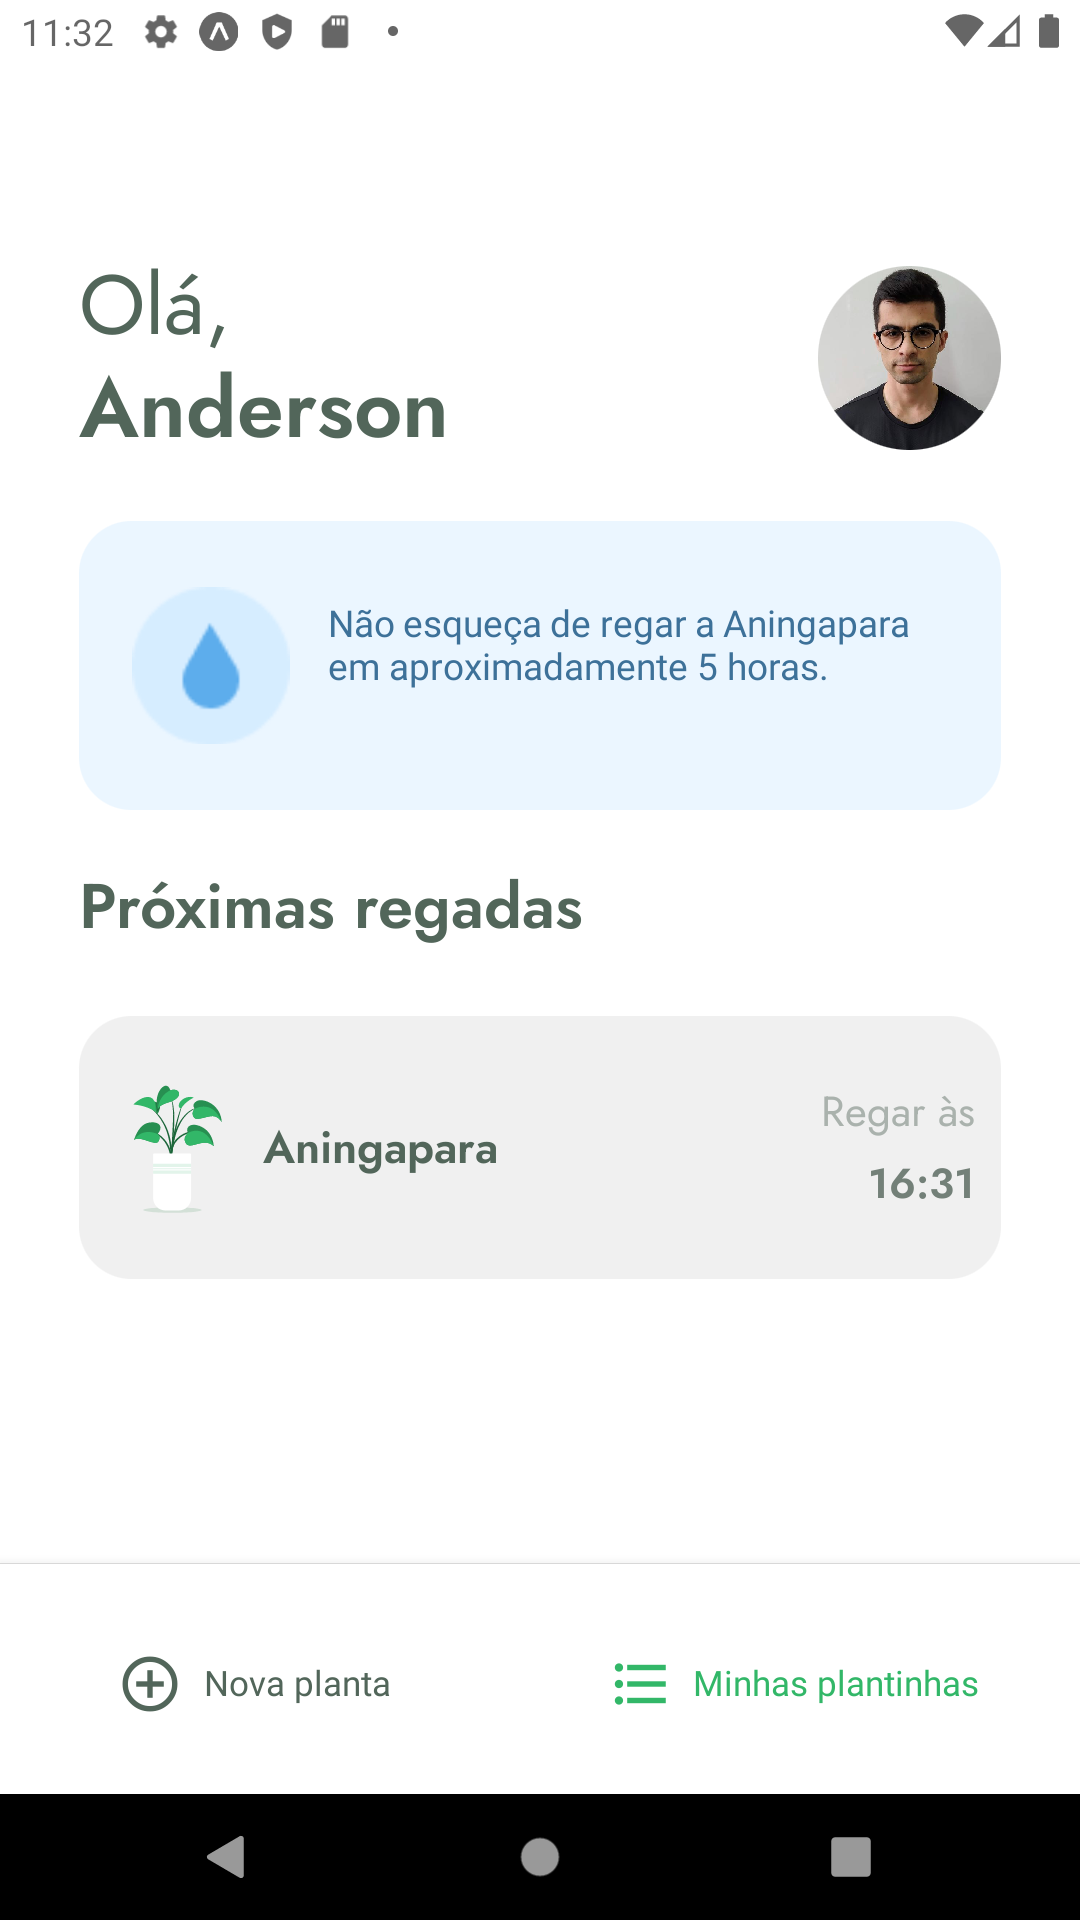 11:32
Olá,
Anderson
Não esqueça de regar a Aningapara
em aproximadamente 5 horas.
Próximas regadas
Aningapara
Regar às
16:31
Nova planta
Minhas plantinhas